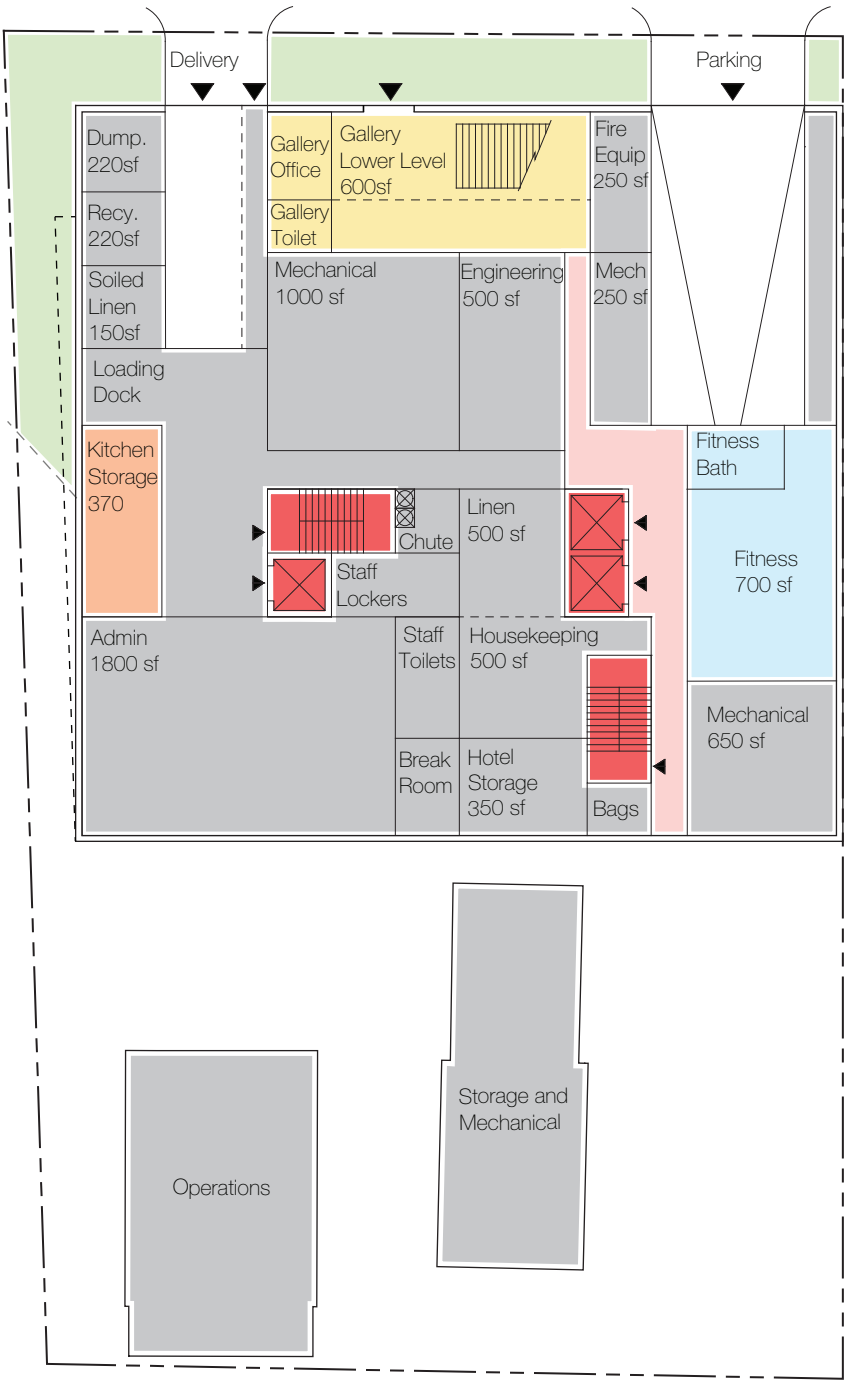 Delivery
Parking
Dump.
220sf
Gallery
Office
Gallery
Lower Level
600sf
Fire
Equip
250 sf
Recy.
220sf
Gallery
Toilet
Soiled
Linen
150sf
Mechanical
1000 sf
Engineering
500 sf
Mech
250 sf
Loading
Dock
Kitchen
Storage
370
Fitness
Bath
Chute
Linen
500 sf
Staff
Lockers
Fitness
700 sf
Admin
1800 sf
Staff
Toilets
Housekeeping
500 sf
Mechanical
650 sf
Break
Room
Hotel
Storage
350 sf
Bags
Storage and
Mechanical
Operations